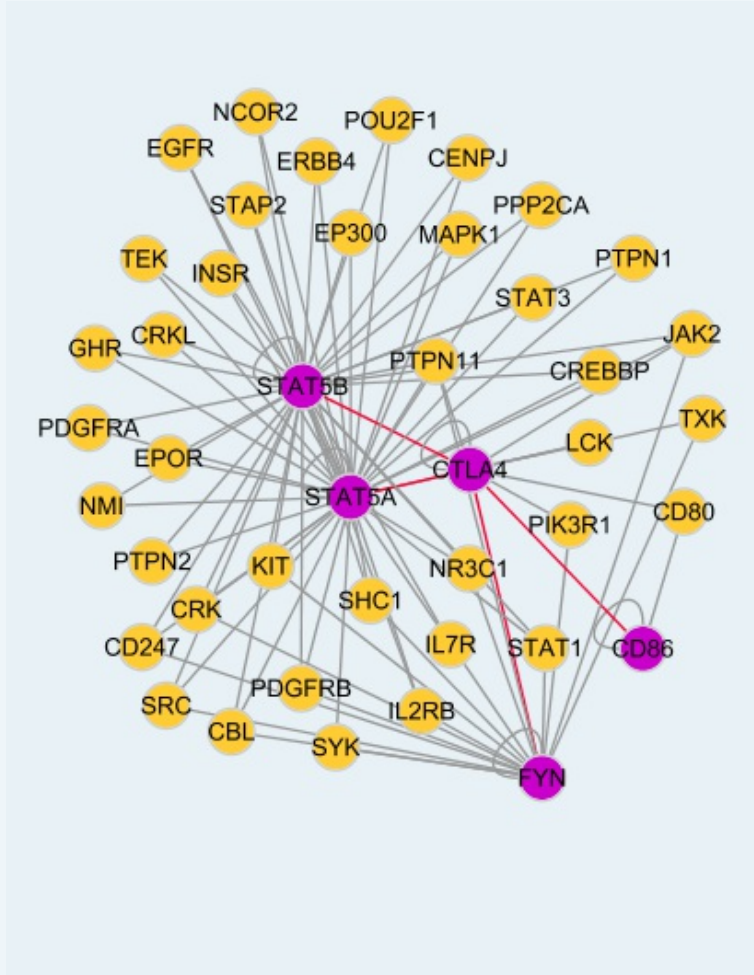 NCOR2
POU2F1
EGFR
ERBB4
CENPJ
STAP2
PPP2CA
EP300
MAPK1
TEK
INSR
PTPN1
STAT3
CRKL
JAK2
GHR
PTPN11
CREBBP
STAT5B
TXK
PDGFRA
LCK
EPOR
CTLA4
STAT5A
NMI
CD80
PIK3R1
PTPN2
KIT
NR3C1
SHC1
CRK
CD247
IL7R
STAT1
CD86
PDGFRB
SRC
IL2RB
CBL
SYK
FYN